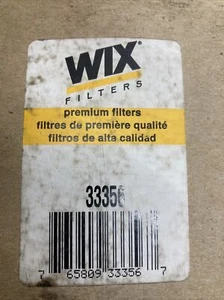 WIX
FILTERS
premium filters
filtres de première qualité
filtros de alta calidad
33356
7 65809 33356 7